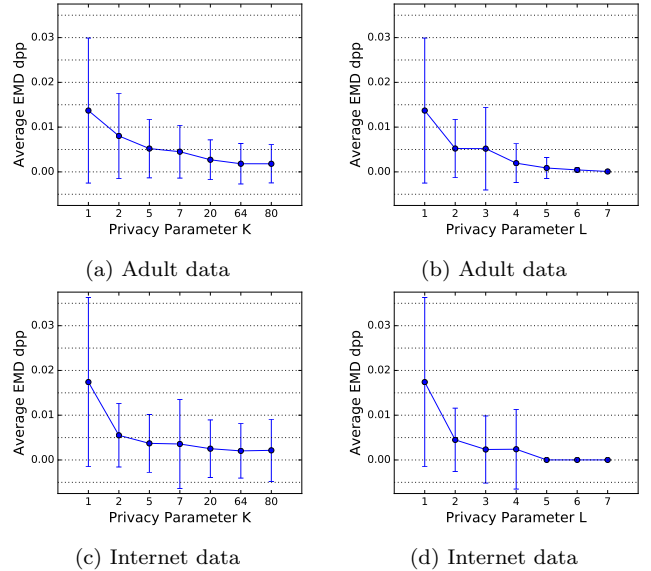 0.03
0.02
0.01
0.00
Average EMD dpp
1 2 5 7 20 64 80
Privacy Parameter K
(a) Adult data
0.03
0.02
0.01
0.00
Average EMD dpp
1 2 3 4 5 6 7
Privacy Parameter L
(b) Adult data
0.03
0.02
0.01
0.00
Average EMD dpp
1 2 5 7 20 64 80
Privacy Parameter K
(c) Internet data
0.03
0.02
0.01
0.00
Average EMD dpp
1 2 3 4 5 6 7
Privacy Parameter L
(d) Internet data